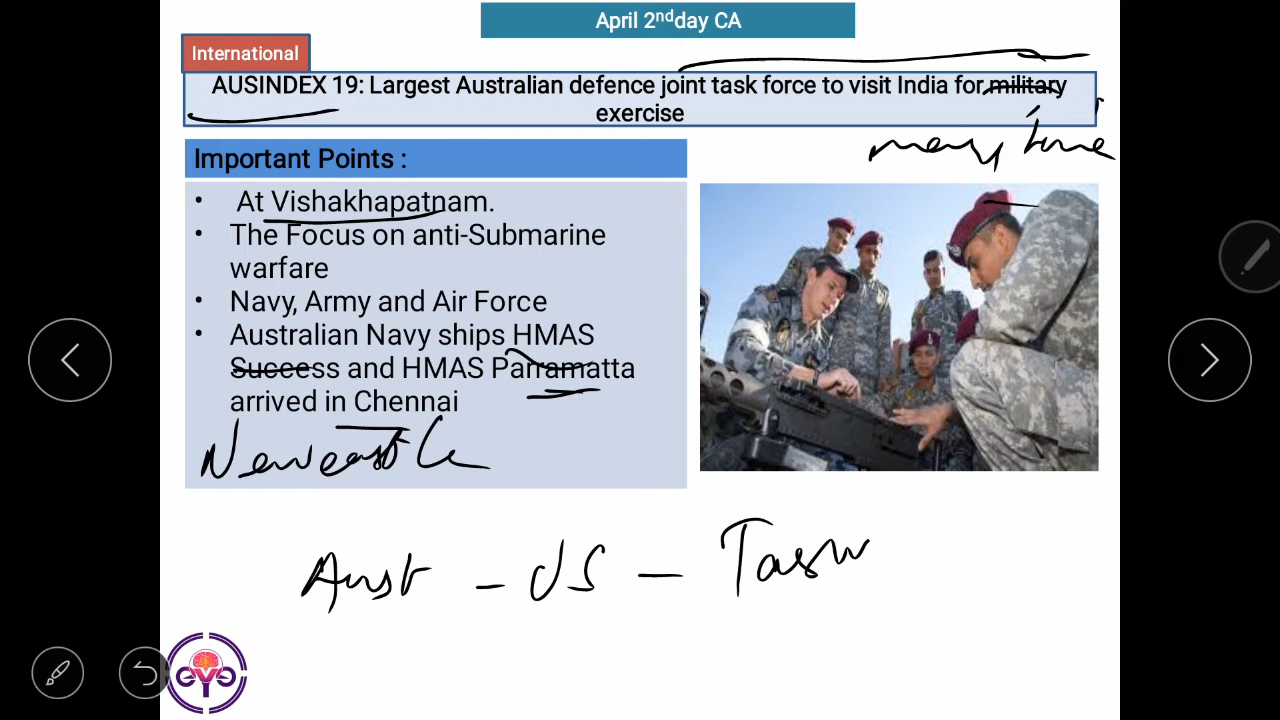 April 2nd day CA
International
AUSINDEX 19: Largest Australian defence joint task force to visit India for military
exercise
Important Points :
• At Vishakhapatnam.
• The Focus on anti-Submarine
warfare
• Navy, Army and Air Force
• Australian Navy ships HMAS
Success and HMAS Parramatta
arrived in Chennai
Newcastle
Aust - US -